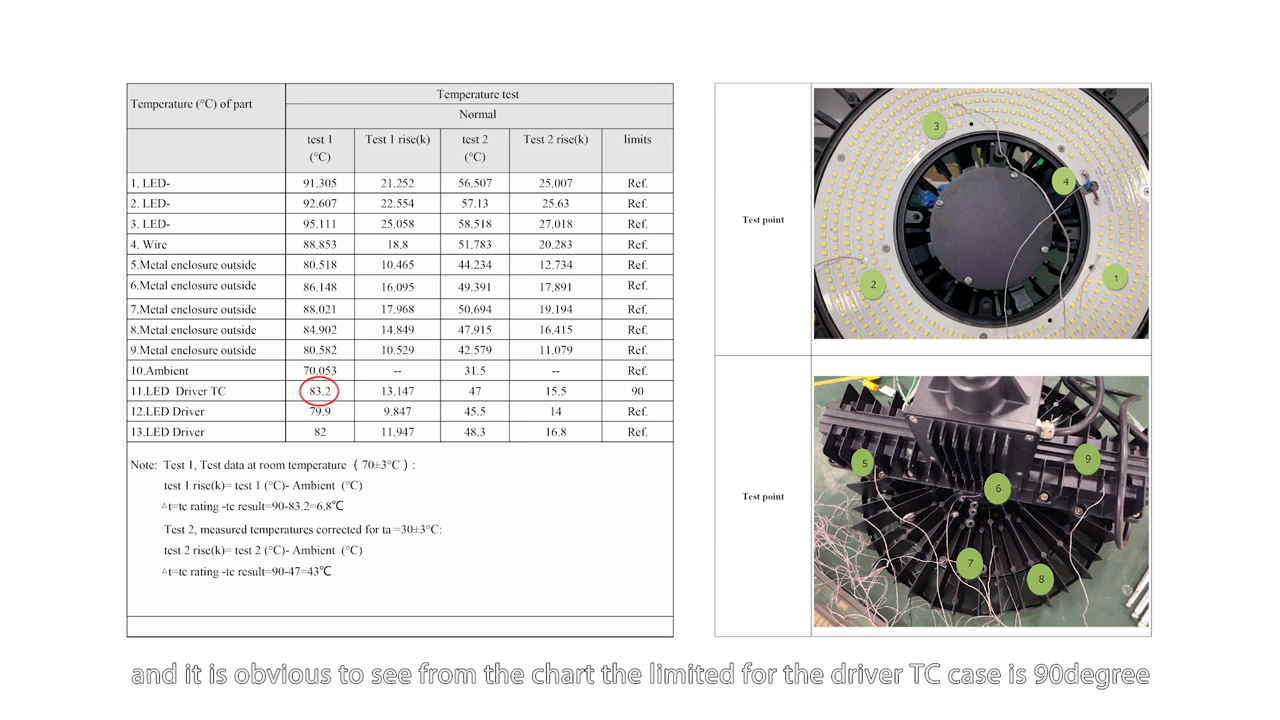 Temperature (°C) of part Temperature test
Normal
test 1 (°C) Test 1 rise(k) test 2 (°C) Test 2 rise(k) limits
1. LED- 91.305 21.252 56.507 25.007 Ref.
2. LED- 92.607 22.554 57.13 25.63 Ref.
3. LED- 95.111 25.058 58.518 27.018 Ref.
4. Wire 88.853 18.8 51.783 20.283 Ref.
5.Metal enclosure outside 80.518 10.465 44.234 12.734 Ref.
6.Metal enclosure outside 86.148 16.095 49.391 17.891 Ref.
7.Metal enclosure outside 88.021 17.968 50.694 19.194 Ref.
8.Metal enclosure outside 84.902 14.849 47.915 16.415 Ref.
9.Metal enclosure outside 80.582 10.529 42.579 11.079 Ref.
10.Ambient 70.053 -- 31.5 -- Ref.
11.LED Driver TC 83.2 13.147 47 15.5 90
12.LED Driver 79.9 9.847 45.5 14 Ref.
13.LED Driver 82 11.947 48.3 16.8 Ref.
Note: Test 1, Test data at room temperature （70±3°C）:
test 1 rise(k)= test 1 (°C)- Ambient (°C)
△t=tc rating -tc result=90-83.2=6.8℃
Test 2, measured temperatures corrected for ta =30±3°C:
test 2 rise(k)= test 2 (°C)- Ambient (°C)
△t=tc rating -tc result=90-47=43℃
Test point
3
4
1
2
Test point
5
9
6
7
8
and it is obvious to see from the chart the limited for the driver TC case is 90degree